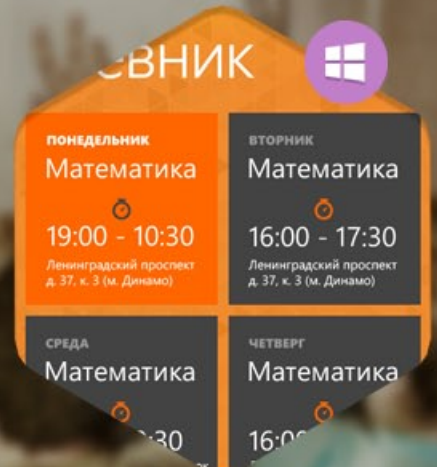 ПОНЕДЕЛЬНИК
Математика
19:00 - 10:30
Ленинградский проспект
д. 37, к. 3 (м. Динамо)
ВТОРНИК
Математика
16:00 - 17:30
Ленинградский проспект
д. 37, к. 3 (м. Динамо)
СРЕДА
Математика
ЧЕТВЕРГ
Математика